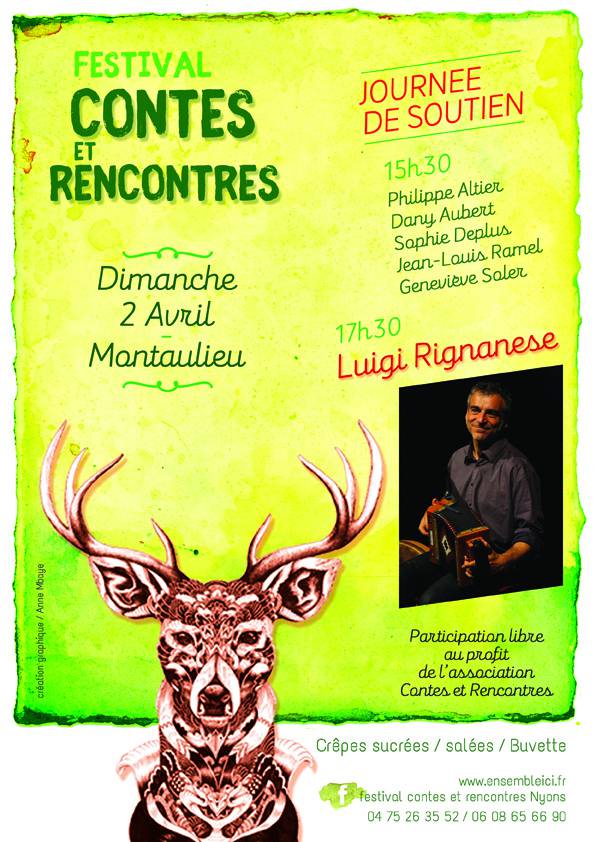 FESTIVAL
CONTES
ET
RENCONTRES
Dimanche
2 Avril
–
Montaulieu
JOURNEE
DE SOUTIEN
15h30
Philippe Altier
Dany Aubert
Sophie Deplus
Jean-Louis Ramel
Geneviève Soler
17h30
Luigi Rignanese
Participation libre
au profit
de l'association
Contes et Rencontres
création graphique / Anne Mbaye
Crêpes sucrées / salées / Buvette
www.ensembleici.fr
f festival contes et rencontres Nyons
04 75 26 35 52 / 06 08 65 66 90